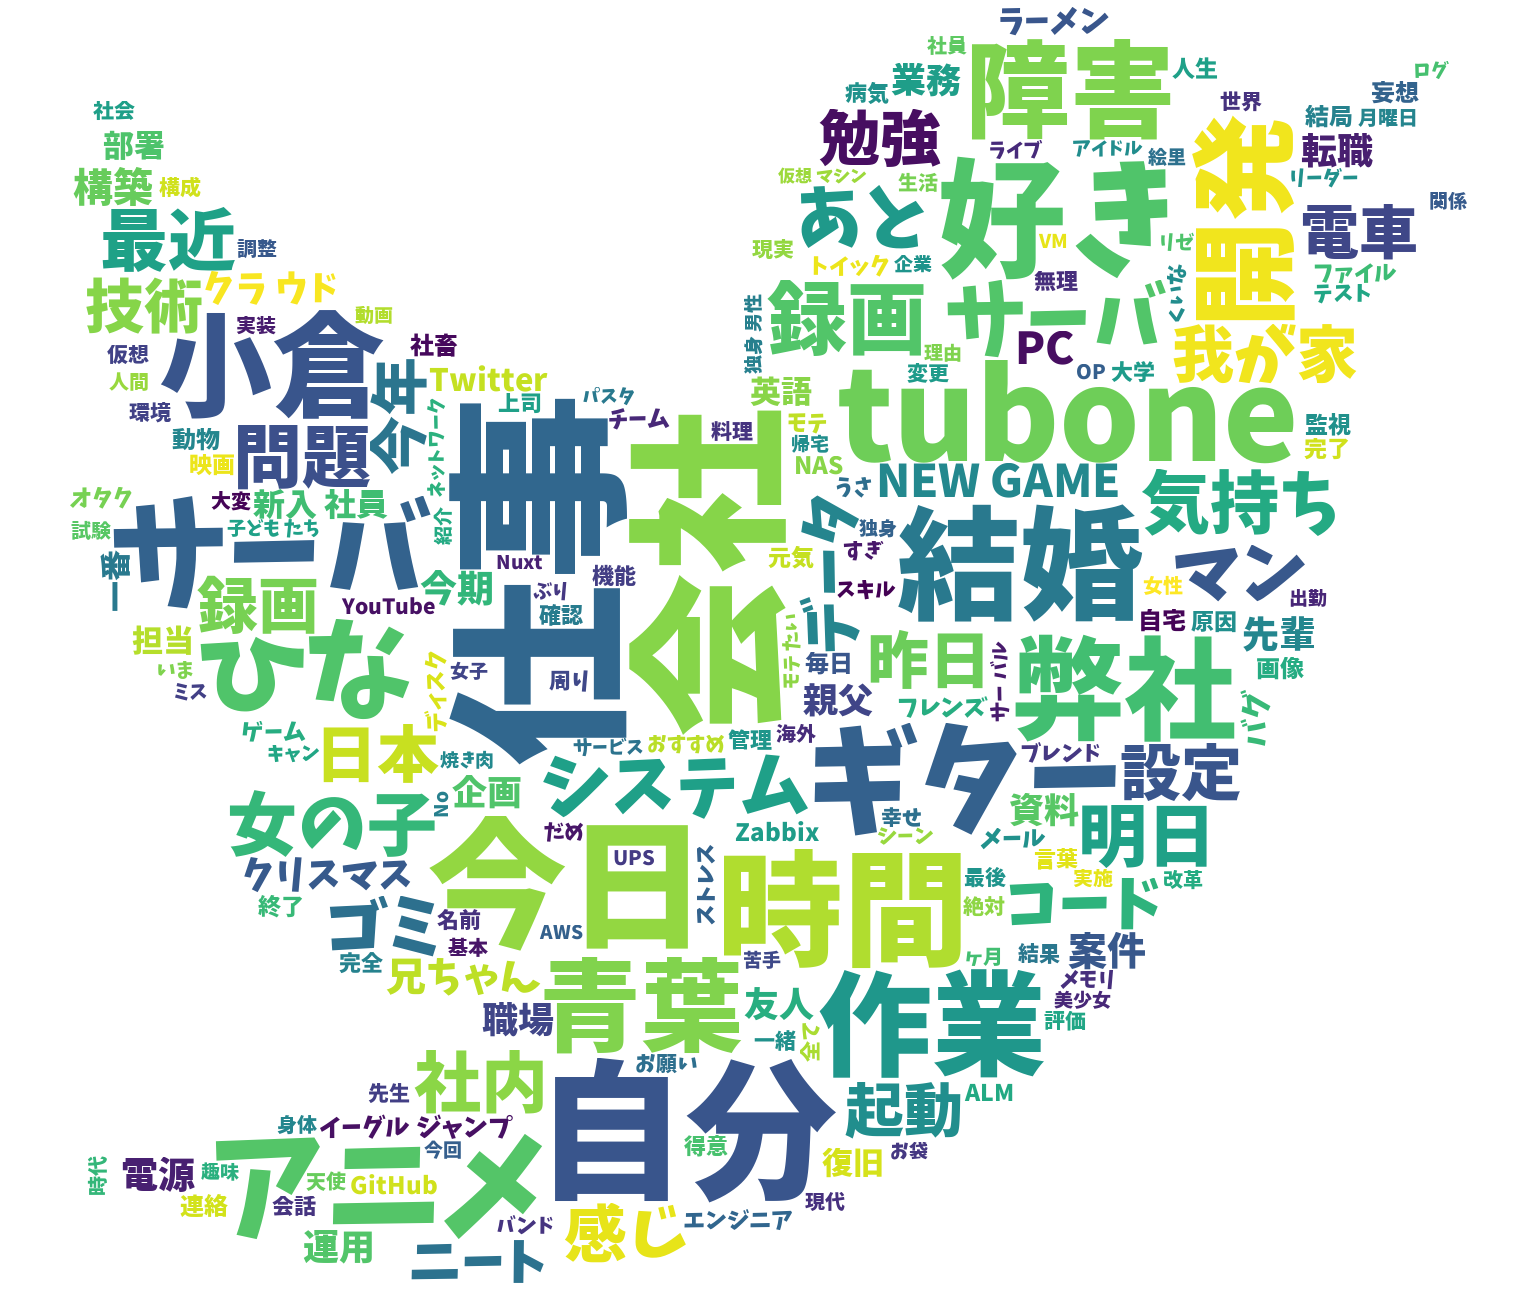 ラーメン
社員
障害
人生
ログ
業務
病気
妄想
世界
社会
結局 月曜日
勉強
開発
部署
ライブ
アイドル
絵里
転職
構築
構成
仮想 マシン
生活
好き
リーダー
あと
関係
最近
調整
現実
VM
リゼ
電車
トイック
企業
無理
みいく
ファイル
テスト
技術
クラウド
録画
サーバ
独身 男性
実装
動画
小倉
社畜
PC
我が家
仮想
理由
人間
今年
Twitter
変更
OP
大学
環境
上司
パスタ
英語
tubone
動物
問題
ネットワーク
チーム
料理
モテ
監視
映画
仕事
会社
帰宅
完了
NAS
NEW GAME
うさ
気持ち
オタク
大変
新入 社員
試験
サーバー
子どもたち
紹介
データ
独身
結婚
一番
すぎ
マン
Nuxt
元気
録画
今期
ぶり
機能
スキル
女性
出勤
YouTube
確認
自宅
原因
先輩
担当
ひな
モテ たい
昨日
弊社
いま
ディスク
女子
毎日
画像
ミス
周り
親父
フレンズ
サーバル
バグ
ゲーム
日本
サービス
おすすめ
管理
海外
ギター
ブレンド
設定
キャン
焼き肉
システム
女の子
No
企画
資料
明日
だめ
Zabbix
幸せ
シーン
メール
クリスマス
今日
UPS
ストレス
時間
言葉
終了
最後
実施
改革
ゴミ
名前
AWS
絶対
コード
基本
完全
苦手
ヶ月
結果
案件
兄ちゃん
青葉
作業
メモリ
美少女
職場
友人
評価
一緒
全て
社内
お願い
自分
先生
起動
ALM
身体
イーグル ジャンプ
アニメ
今回
得意
復旧
お袋
時代
電源
趣味
天使
GitHub
連絡
会話
現代
バンド
感じ
エンジニア
運用
ニート